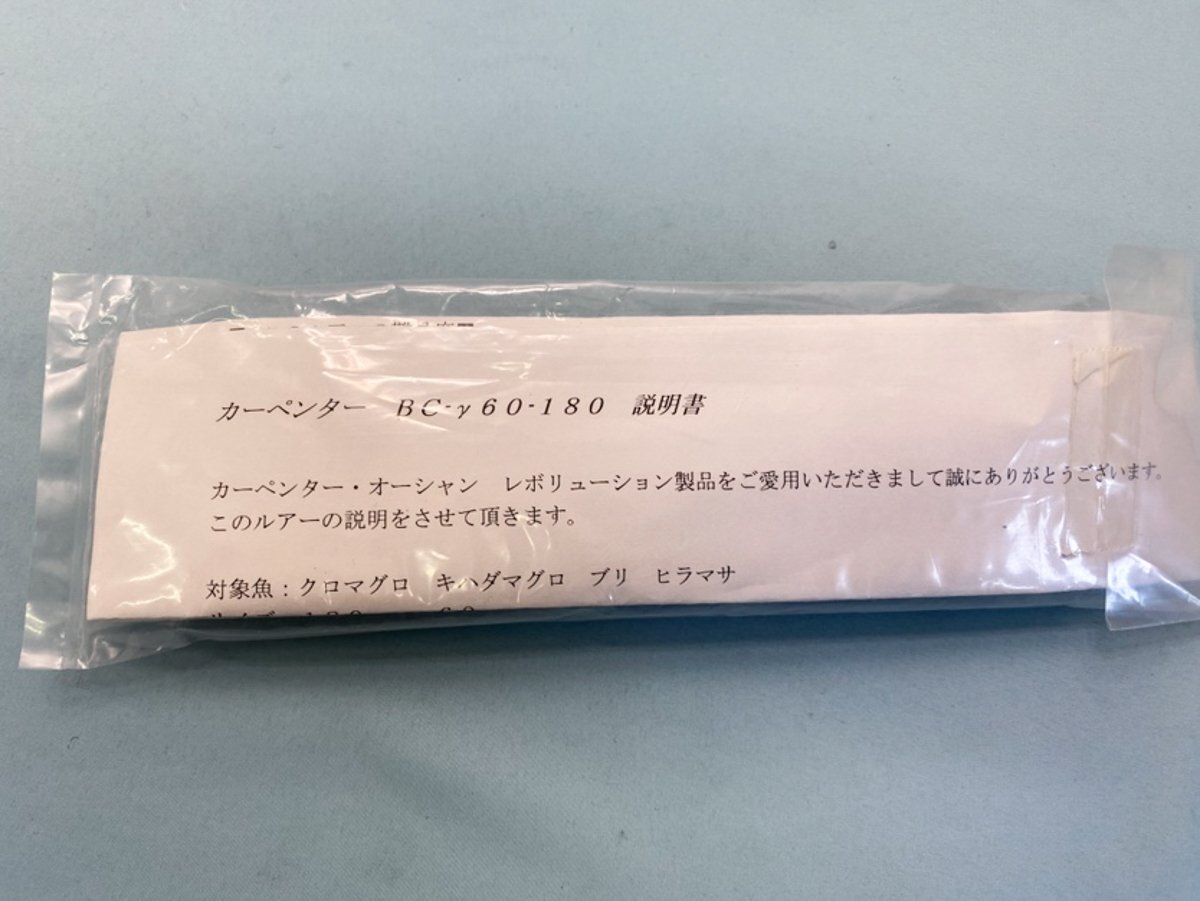 カーペンター　ＢＣ-γ６０-１８０　説明書
カーペンター・オーシャン　レボリューション製品をご愛用いただきまして誠にありがとうございます。
このルアーの説明をさせて頂きます。
対象魚：クロマグロ　キハダマグロ　ブリ　ヒラマサ